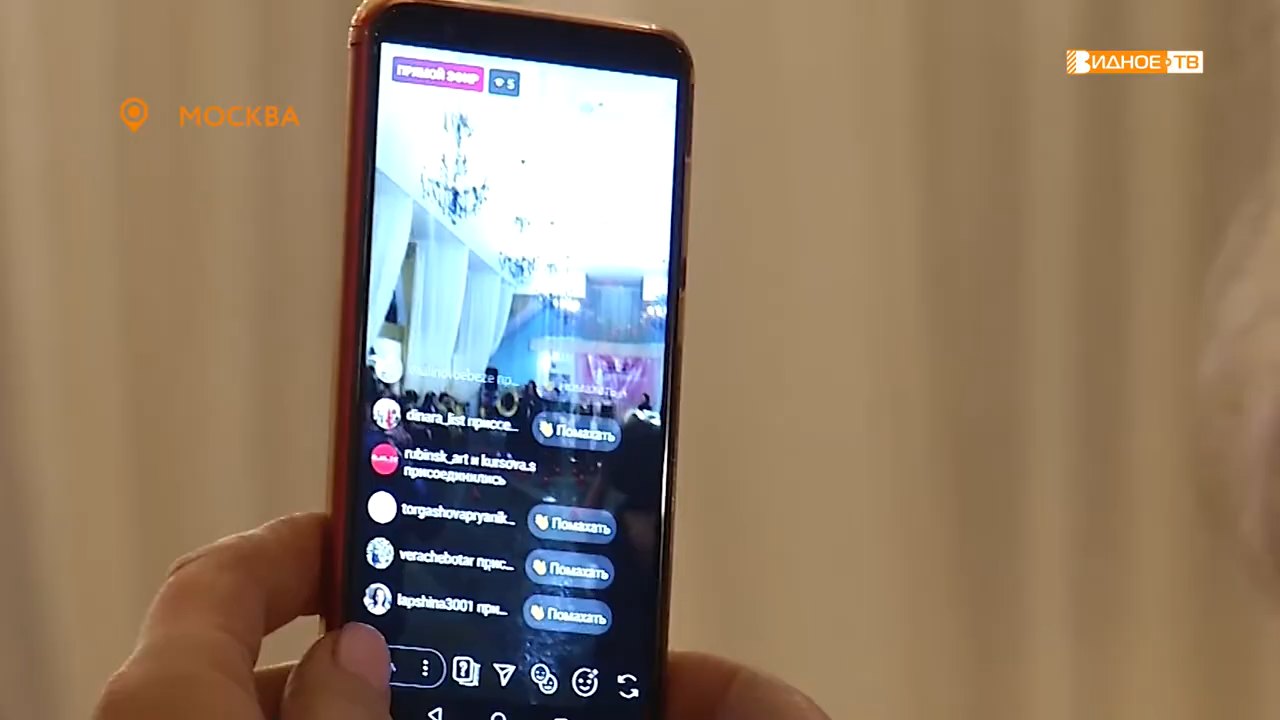 ВИДНОЕ ТВ
МОСКВА
ПРЯМОЙ ЭФИР
5
dinara_list присое...
Помахать
rubinsk_art и kursova.s
присоединились
torgashovapryanik...
Помахать
verachebotar прис...
Помахать
lapshina3001 при...
Помахать